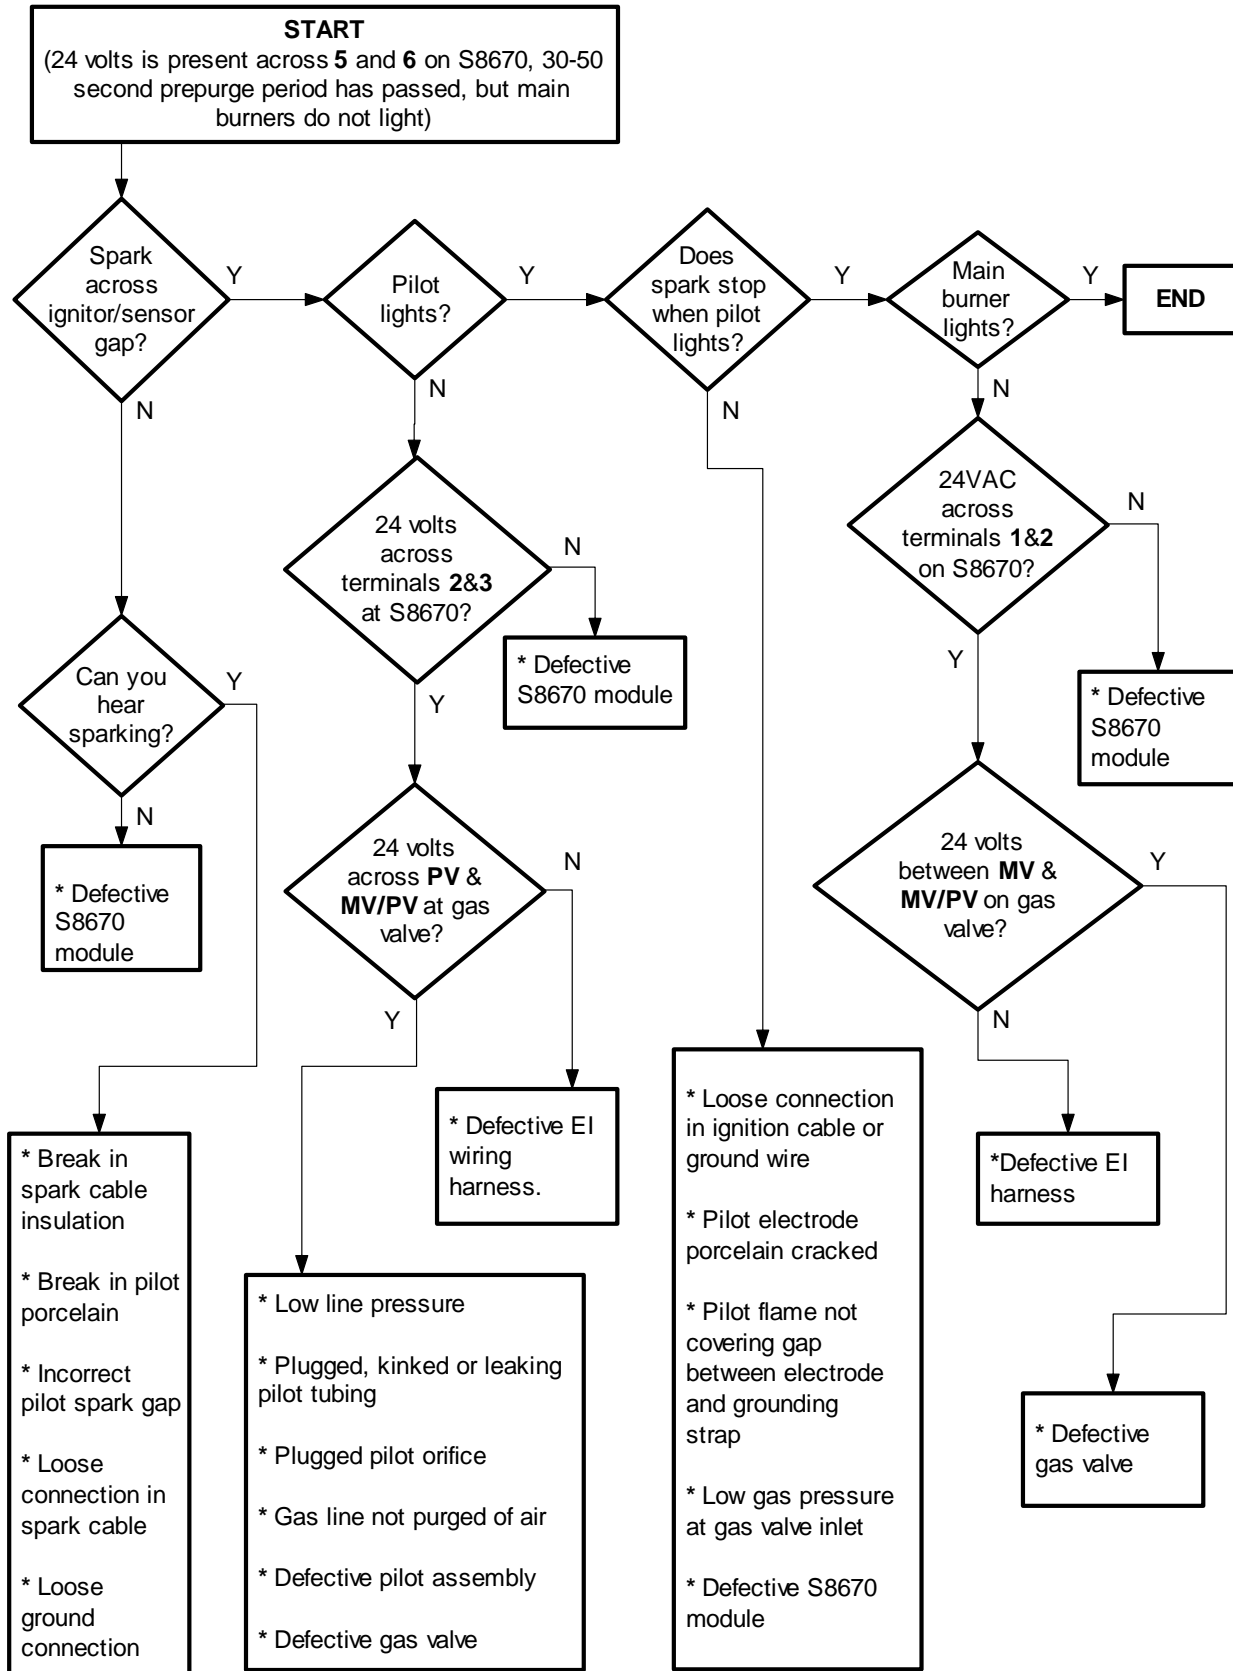 START
(24 volts is present across 5 and 6 on S8670, 30-50
second prepurge period has passed, but main
burners do not light)
Spark
across
ignitor/sensor
gap?
Y
N
Pilot
lights?
Y
N
Does
spark stop
when pilot
lights?
Y
N
Main
burner
lights?
Y
N
END
Can you
hear
sparking?
Y
N
* Defective
S8670
module
* Break in
spark cable
insulation
* Break in pilot
porcelain
* Incorrect
pilot spark gap
* Loose
connection in
spark cable
* Loose
ground
connection
24 volts
across
terminals 2&3
at S8670?
N
Y
* Defective
S8670 module
24 volts
across PV &
MV/PV at gas
valve?
N
Y
* Defective EI
wiring
harness.
* Low line pressure
* Plugged, kinked or leaking
pilot tubing
* Plugged pilot orifice
* Gas line not purged of air
* Defective pilot assembly
* Defective gas valve
* Loose connection
in ignition cable or
ground wire
* Pilot electrode
porcelain cracked
* Pilot flame not
covering gap
between electrode
and grounding
strap
* Low gas pressure
at gas valve inlet
* Defective S8670
module
24VAC
across
terminals 1&2
on S8670?
N
Y
* Defective
S8670
module
24 volts
between MV &
MV/PV on gas
valve?
Y
N
*Defective EI
harness
* Defective
gas valve